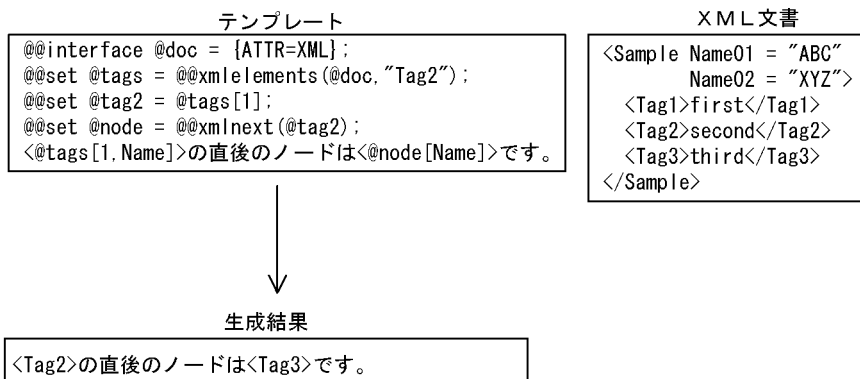 テンプレート
@@interface @doc = {ATTR=XML};
@@set @tags = @@xmlelements(@doc,"Tag2");
@@set @tag2 = @tags[1];
@@set @node = @@xmlnext(@tag2);
<@tags[1,Name]>の直後のノードは<@node[Name]>です。
XML文書
<Sample Name01 = "ABC"
Name02 = "XYZ">
<Tag1>first</Tag1>
<Tag2>second</Tag2>
<Tag3>third</Tag3>
</Sample>
生成結果
<Tag2>の直後のノードは<Tag3>です。